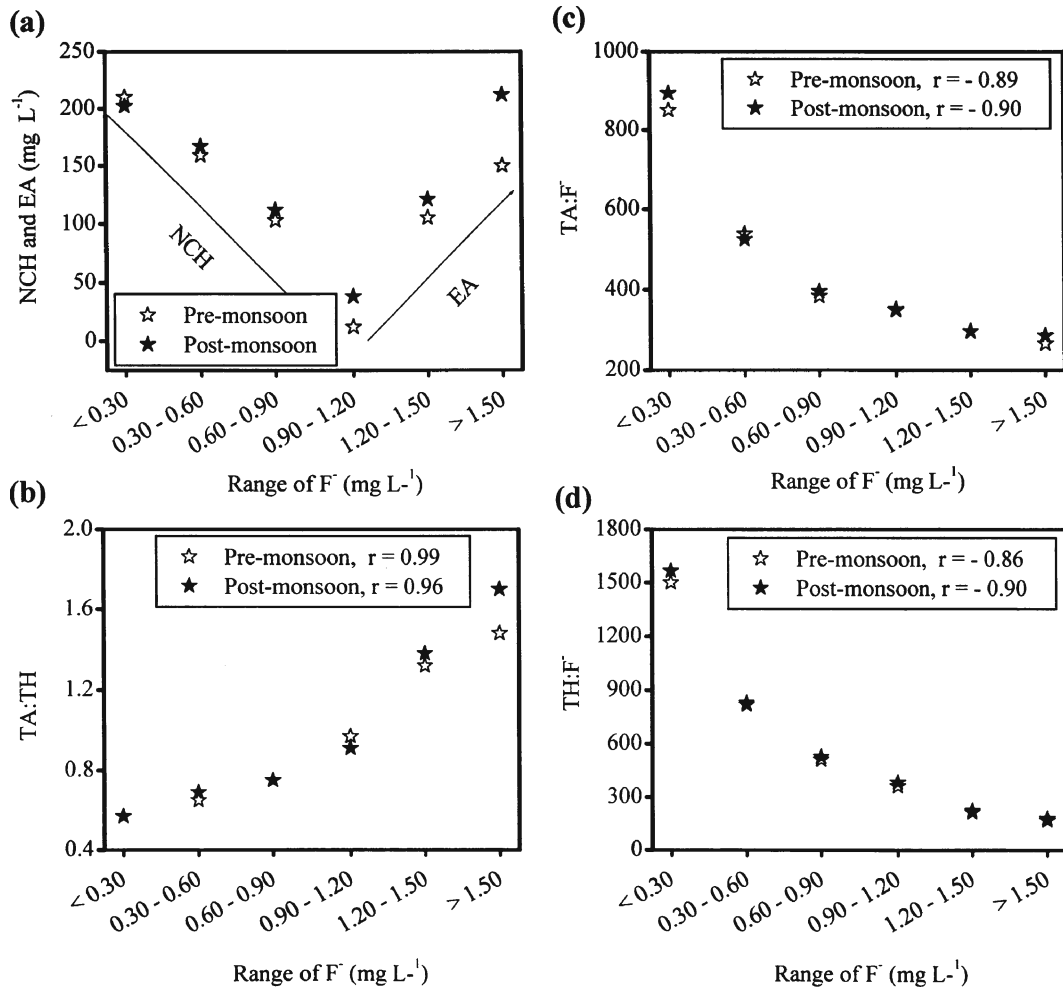 (a)
250
200
150
100
50
0
NCH and EA (mg L⁻¹)
NCH
EA
Pre-monsoon
Post-monsoon
< 0.30
0.30 - 0.60
0.60 - 0.90
0.90 - 1.20
1.20 - 1.50
> 1.50
Range of F⁻ (mg L-¹)
(c)
1000
800
600
400
200
TA:F⁻
Pre-monsoon, r = - 0.89
Post-monsoon, r = - 0.90
< 0.30
0.30 - 0.60
0.60 - 0.90
0.90 - 1.20
1.20 - 1.50
> 1.50
Range of F⁻ (mg L-¹)
(b)
2.0
1.6
1.2
0.8
0.4
TA:TH
Pre-monsoon, r = 0.99
Post-monsoon, r = 0.96
< 0.30
0.30 - 0.60
0.60 - 0.90
0.90 - 1.20
1.20 - 1.50
> 1.50
Range of F⁻ (mg L-¹)
(d)
1800
1500
1200
900
600
300
0
TH:F⁻
Pre-monsoon, r = - 0.86
Post-monsoon, r = - 0.90
< 0.30
0.30 - 0.60
0.60 - 0.90
0.90 - 1.20
1.20 - 1.50
> 1.50
Range of F⁻ (mg L-¹)